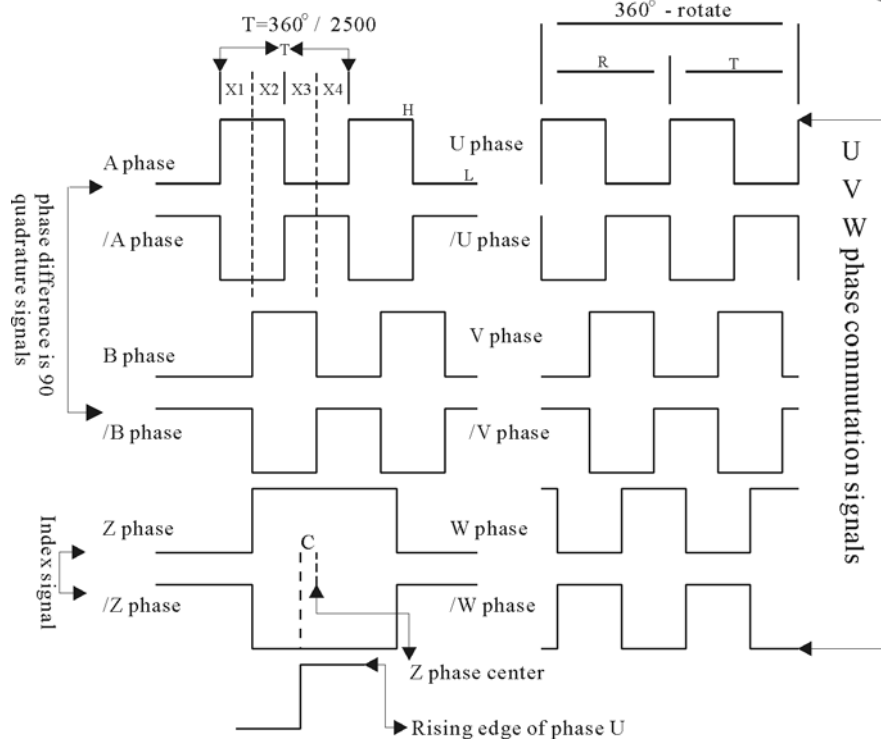 T=360° / 2500
T
X1 X2 X3 X4
H
L
A phase
/A phase
B phase
/B phase
Z phase
/Z phase
C
phase difference is 90
quadrature signals
Index signal
Z phase center
Rising edge of phase U
360° - rotate
R
T
U phase
/U phase
V phase
/V phase
W phase
/W phase
U
V
W phase commutation signals